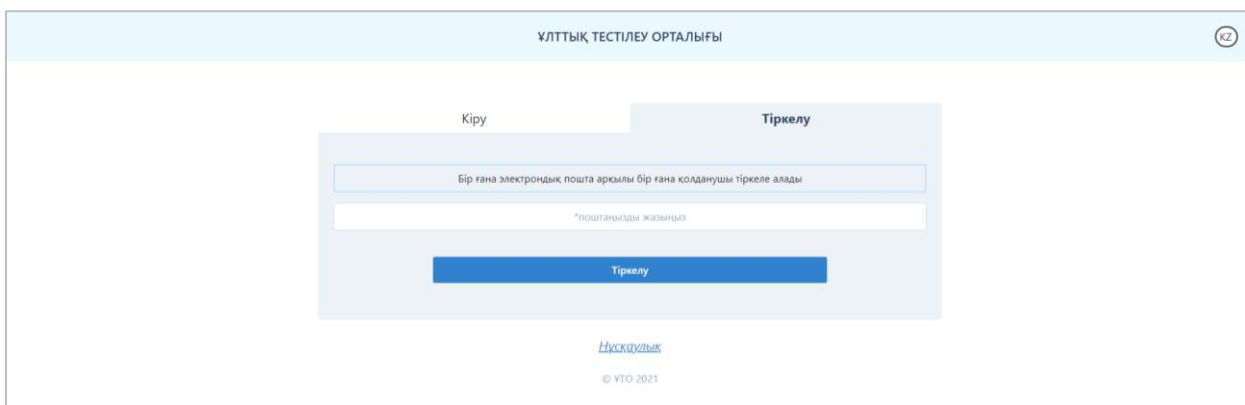 ҰЛТТЫҚ ТЕСТІЛЕУ ОРТАЛЫҒЫ
KZ
Кіру
Тіркелу
Бір ғана электрондық пошта арқылы бір ғана қолданушы тіркеле алады
*поштаңызды жазыңыз
Тіркелу
Нұсқаулық
© ҰТО 2021